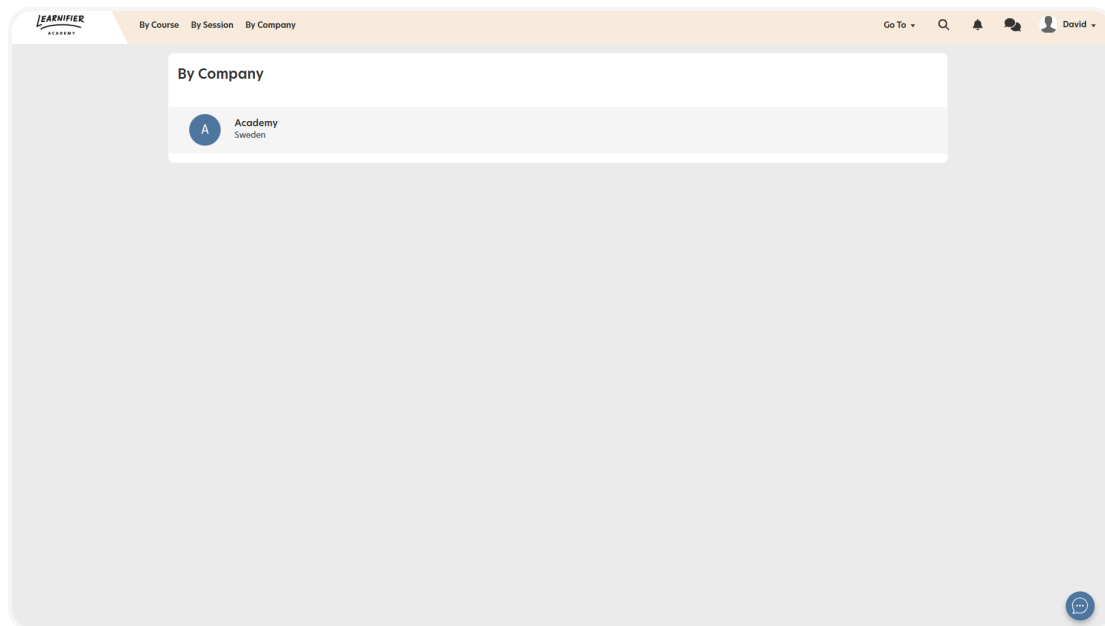 LEARNIFIER
ACADEMY
By Course By Session By Company
Go To
David
By Company
A
Academy
Sweden